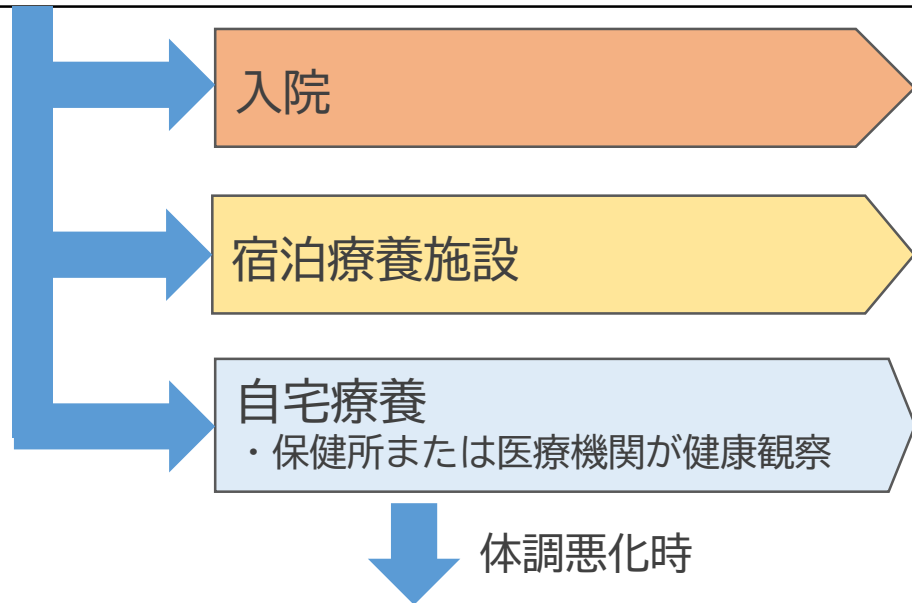 入院
宿泊療養施設
自宅療養
・保健所または医療機関が健康観察
体調悪化時